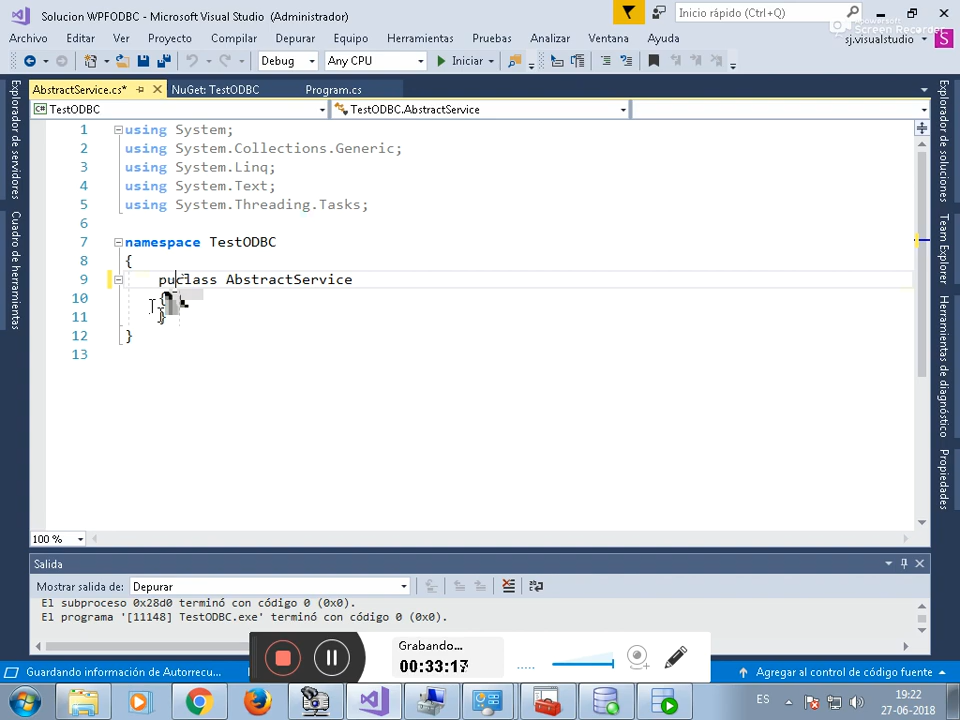 Solucion WPFODBC - Microsoft Visual Studio (Administrador)
Inicio rápido (Ctrl+Q)
Screen Recorder
Archivo Editar Ver Proyecto Compilar Depurar Equipo Herramientas Pruebas Analizar Ventana Ayuda
sj.visualstudio S
Debug Any CPU Iniciar
AbstractService.cs* NuGet: TestODBC Program.cs
TestODBC TestODBC.AbstractService
1 using System;
2 using System.Collections.Generic;
3 using System.Linq;
4 using System.Text;
5 using System.Threading.Tasks;
6
7 namespace TestODBC
8 {
9 puclass AbstractService
10 {
11 }
12 }
13
Explorador de servidores
Cuadro de herramientas
Explorador de soluciones
Team Explorer
Herramientas de diagnóstico
Propiedades
100 %
Salida
Mostrar salida de: Depurar
El subproceso 0x28d0 terminó con código 0 (0x0).
El programa '[11148] TestODBC.exe' terminó con código 0 (0x0).
Grabando...
00:33:17
Guardando información de Autorrecu...
Agregar al control de código fuente
ES
19:22
27-06-2018